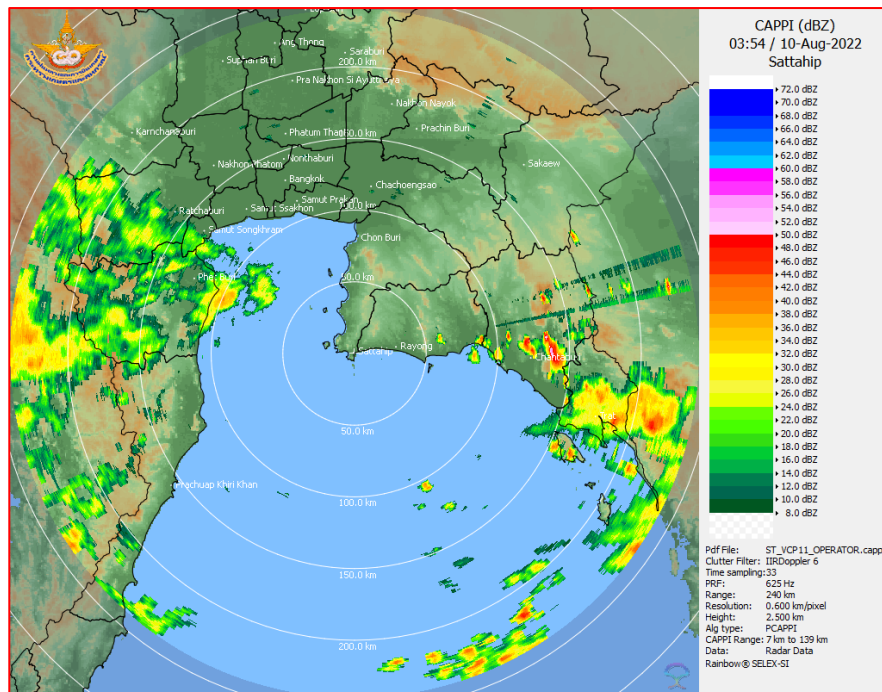 CAPPI (dBZ)
03:54 / 10-Aug-2022
Sattahip
72.0 dBZ
70.0 dBZ
68.0 dBZ
66.0 dBZ
64.0 dBZ
62.0 dBZ
60.0 dBZ
58.0 dBZ
56.0 dBZ
54.0 dBZ
52.0 dBZ
50.0 dBZ
48.0 dBZ
46.0 dBZ
44.0 dBZ
42.0 dBZ
40.0 dBZ
38.0 dBZ
36.0 dBZ
34.0 dBZ
32.0 dBZ
30.0 dBZ
28.0 dBZ
26.0 dBZ
24.0 dBZ
22.0 dBZ
20.0 dBZ
18.0 dBZ
16.0 dBZ
14.0 dBZ
12.0 dBZ
10.0 dBZ
8.0 dBZ
Pdf File: ST_VCP11_OPERATOR.capp
Clutter Filter: IIRDoppler 6
Time sampling:33
PRF: 625 Hz
Range: 240 km
Resolution: 0.600 km/pixel
Height: 2.500 km
Alg type: PCAPPI
CAPPI Range: 7 km to 139 km
Data: Radar Data
Rainbow® SELEX-SI
Ang Thong
Saraburi
Suphan Buri
200.0 km
Pra Nakhon Si Ayuttaya
Nakhon Nayok
Karnchanaburi
Phatum Thani
Prachin Buri
Nakhon Phatom
Nonthaburi
Sakaew
Bangkok
Chachoengsao
Samut Prakan
Ratchaburi
Samut Ssakhon
Samut Songkhram
Chon Buri
50.0 km
Sattahip
Rayong
Trat
50.0 km
Prachuap Khiri Khan
100.0 km
150.0 km
200.0 km